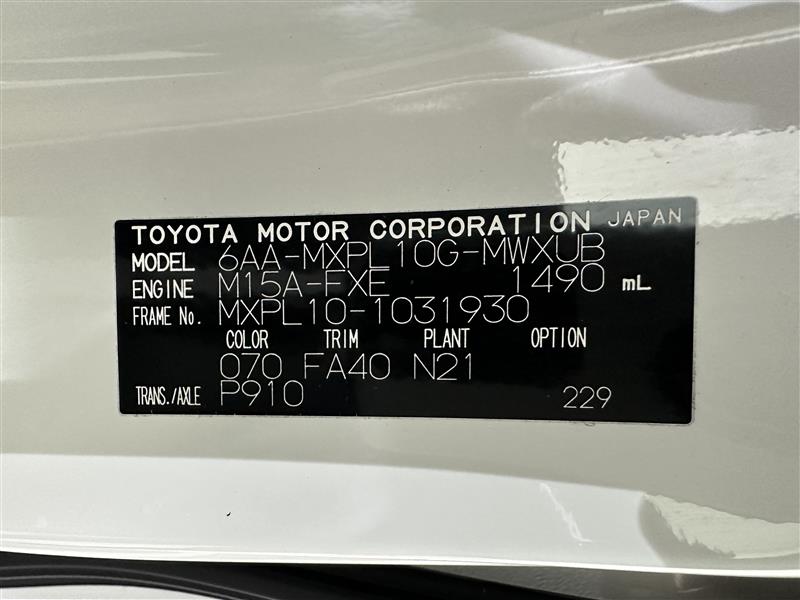 TOYOTA MOTOR CORPORATION JAPAN
MODEL 6AA-MXPL10G-MWXUB
ENGINE M15A-FXE 1490 mL
FRAME No. MXPL10-1031930
COLOR TRIM PLANT OPTION
070 FA40 N21
TRANS./AXLE P910 229